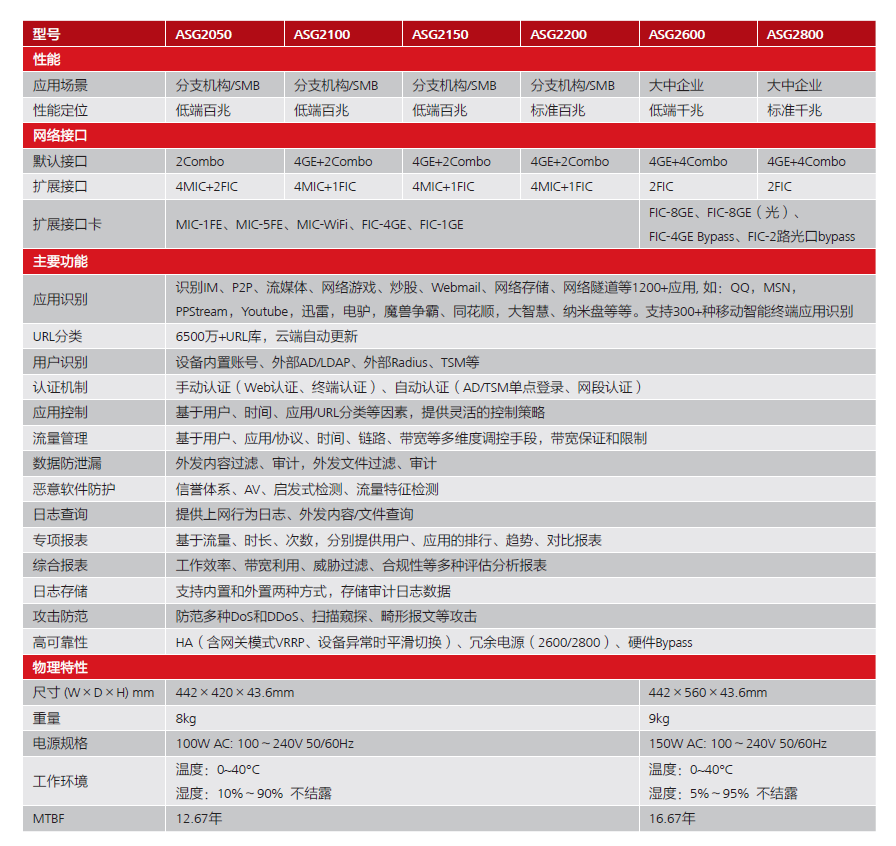 型号 ASG2050 ASG2100 ASG2150 ASG2200 ASG2600 ASG2800
性能
应用场景 分支机构/SMB 分支机构/SMB 分支机构/SMB 分支机构/SMB 大中企业 大中企业
性能定位 低端百兆 低端百兆 低端百兆 标准百兆 低端千兆 标准千兆
网络接口
默认接口 2Combo 4GE+2Combo 4GE+2Combo 4GE+2Combo 4GE+4Combo 4GE+4Combo
扩展接口 4MIC+2FIC 4MIC+1FIC 4MIC+1FIC 4MIC+1FIC 2FIC 2FIC
扩展接口卡 MIC-1FE、MIC-5FE、MIC-WiFi、FIC-4GE、FIC-1GE
FIC-8GE、FIC-8GE（光）、
FIC-4GE Bypass、FIC-2路光口bypass
主要功能
应用识别
识别IM、P2P、流媒体、网络游戏、炒股、Webmail、网络存储、网络隧道等1200+应用, 如：QQ，MSN，
PPStream，Youtube，迅雷，电驴，魔兽争霸、同花顺，大智慧、纳米盘等等。支持300+种移动智能终端应用识别
URL分类 6500万+URL库，云端自动更新
用户识别 设备内置账号、外部AD/LDAP、外部Radius、TSM等
认证机制 手动认证（Web认证、终端认证）、自动认证（AD/TSM单点登录、网段认证）
应用控制 基于用户、时间、应用/URL分类等因素，提供灵活的控制策略
流量管理 基于用户、应用/协议、时间、链路、带宽等多维度调控手段，带宽保证和限制
数据防泄漏 外发内容过滤、审计，外发文件过滤、审计
恶意软件防护 信誉体系、AV、启发式检测、流量特征检测
日志查询 提供上网行为日志、外发内容/文件查询
专项报表 基于流量、时长、次数，分别提供用户、应用的排行、趋势、对比报表
综合报表 工作效率、带宽利用、威胁过滤、合规性等多种评估分析报表
日志存储 支持内置和外置两种方式，存储审计日志数据
攻击防范 防范多种DoS和DDoS、扫描窥探、畸形报文等攻击
高可靠性 HA（含网关模式VRRP、设备异常时平滑切换）、冗余电源（2600/2800）、硬件Bypass
物理特性
尺寸 (W×D×H) mm 442×420×43.6mm 442×560×43.6mm
重量 8kg 9kg
电源规格 100W AC: 100～240V 50/60Hz 150W AC: 100～240V 50/60Hz
工作环境
温度：0~40°C 温度：0~40°C
湿度：10%～90% 不结露 湿度：5%～95% 不结露
MTBF 12.67年 16.67年